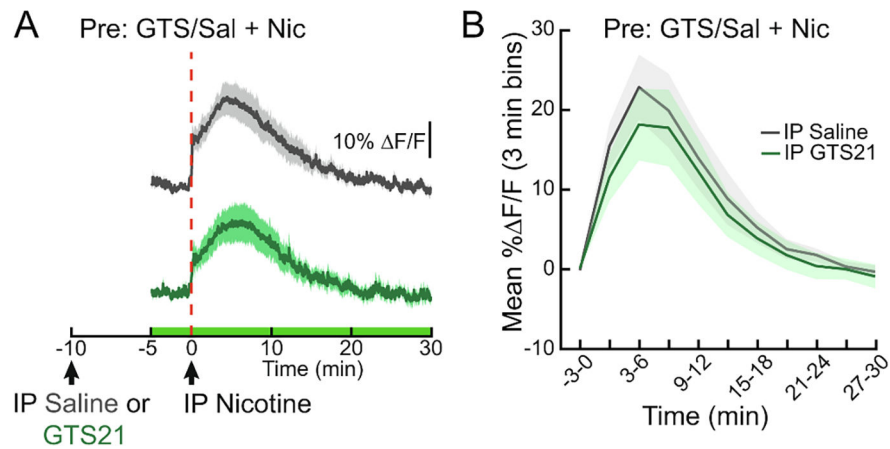 A
Pre: GTS/Sal + Nic
10% ΔF/F
-10 -5 0 10 20 30
Time (min)
IP Saline or
GTS21
IP Nicotine
B
Pre: GTS/Sal + Nic
Mean %ΔF/F (3 min bins)
30
20
10
0
-10
IP Saline
IP GTS21
-3-0 3-6 9-12 15-18 21-24 27-30
Time (min)